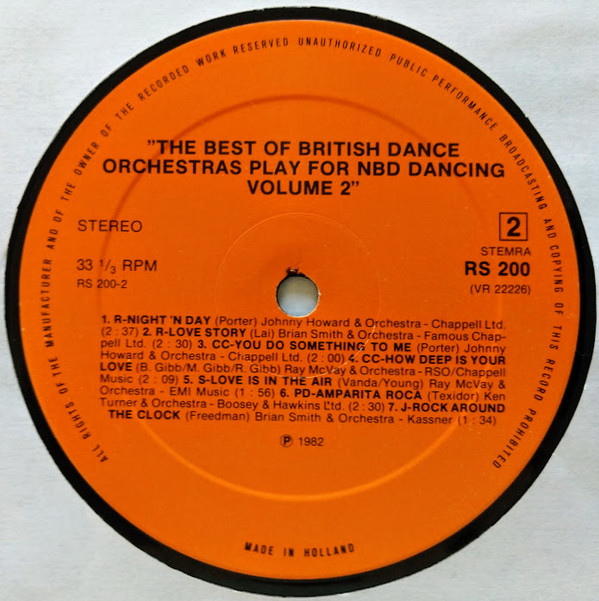 ALL RIGHTS OF THE MANUFACTURER AND OF THE OWNER OF THE RECORDED WORK RESERVED UNAUTHORIZED PUBLIC PERFORMANCE BROADCASTING AND COPYING OF THIS RECORD PROHIBITED
"THE BEST OF BRITISH DANCE
ORCHESTRAS PLAY FOR NBD DANCING
VOLUME 2"
STEREO
33 1/3 RPM
RS 200-2
2
STEMRA
RS 200
(VR 22226)
1. R-NIGHT 'N DAY (Porter) Johnny Howard & Orchestra - Chappell Ltd.
(2 : 37) 2. R-LOVE STORY (Lai) Brian Smith & Orchestra - Famous Chap-
pell Ltd. (2 : 30) 3. CC-YOU DO SOMETHING TO ME (Porter) Johnny
Howard & Orchestra - Chappell Ltd. (2 : 00) 4. CC-HOW DEEP IS YOUR
LOVE (B. Gibb/M. Gibb/R. Gibb) Ray McVay & Orchestra - RSO/Chappell
Music (2 : 09) 5. S-LOVE IS IN THE AIR (Vanda/Young) Ray McVay &
Orchestra - EMI Music (1 : 56) 6. PD-AMPARITA ROCA (Texidor) Ken
Turner & Orchestra - Boosey & Hawkins Ltd. (2 : 30) 7. J-ROCK AROUND
THE CLOCK (Freedman) Brian Smith & Orchestra - Kassner (1 : 34)
℗ 1982
MADE IN HOLLAND